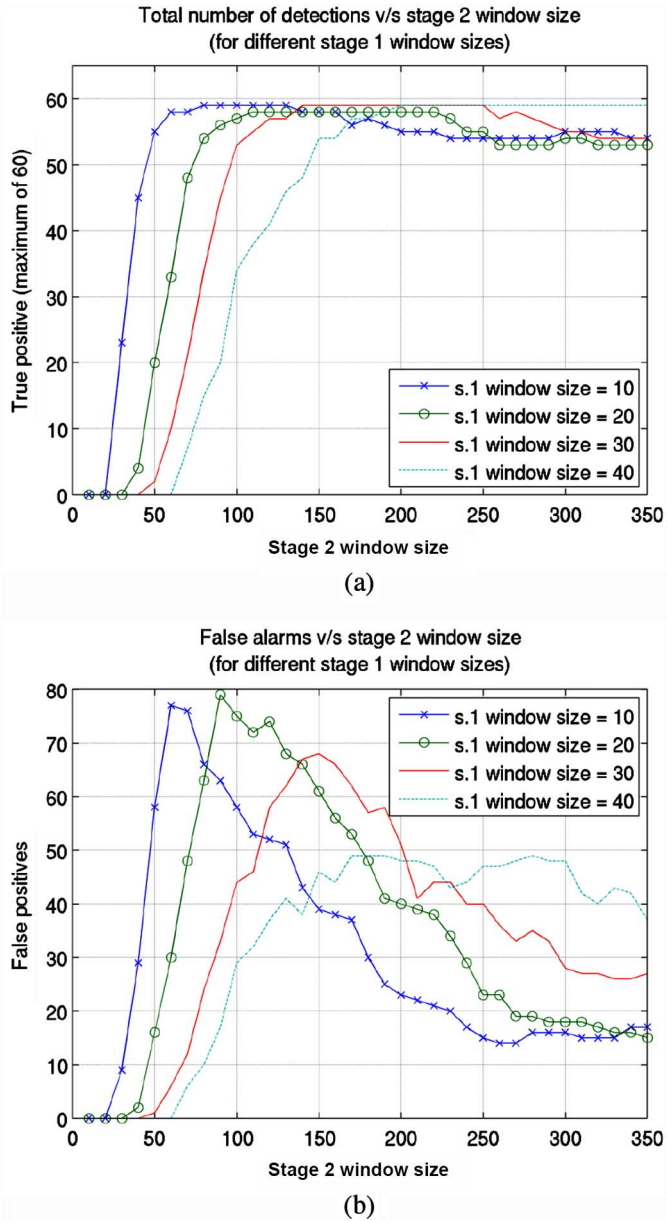 Total number of detections v/s stage 2 window size
(for different stage 1 window sizes)
True positive (maximum of 60)
60
50
40
30
20
10
0
s.1 window size = 10
s.1 window size = 20
s.1 window size = 30
s.1 window size = 40
0 50 100 150 200 250 300 350
Stage 2 window size
(a)
False alarms v/s stage 2 window size
(for different stage 1 window sizes)
False positives
80
70
60
50
40
30
20
10
0
s.1 window size = 10
s.1 window size = 20
s.1 window size = 30
s.1 window size = 40
0 50 100 150 200 250 300 350
Stage 2 window size
(b)